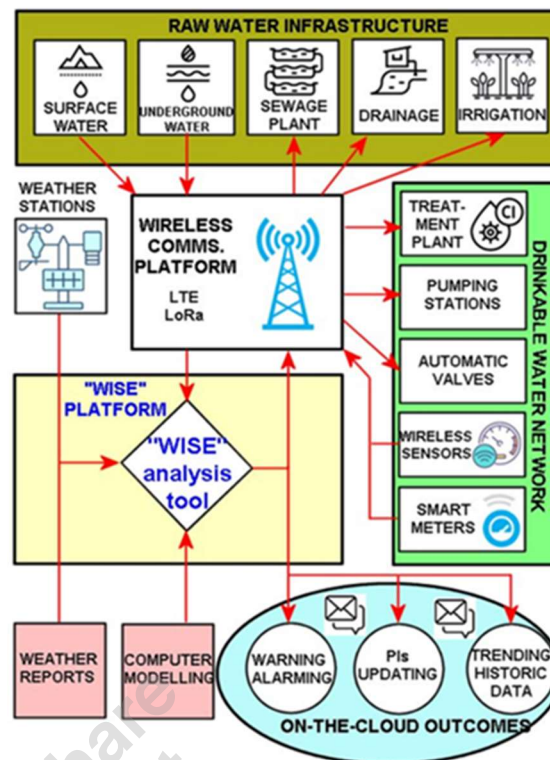 RAW WATER INFRASTRUCTURE
SURFACE
WATER
UNDERGROUND
WATER
SEWAGE
PLANT
DRAINAGE
IRRIGATION
WEATHER
STATIONS
WIRELESS
COMMS.
PLATFORM
LTE
LoRa
TREAT-
MENT
PLANT
Cl
PUMPING
STATIONS
AUTOMATIC
VALVES
WIRELESS
SENSORS
SMART
METERS
DRINKABLE WATER NETWORK
"WISE"
PLATFORM
"WISE"
analysis
tool
WEATHER
REPORTS
COMPUTER
MODELLING
WARNING
ALARMING
PIs
UPDATING
TRENDING
HISTORIC
DATA
ON-THE-CLOUD OUTCOMES